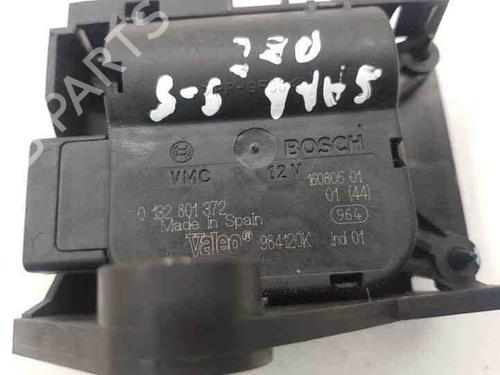 SAAB 9-5
BOSCH
VMC 12 V
160805 01
01 (44)
0 132 801 372
964
Made in Spain
Valeo® 984120K Ind 01
PARTS